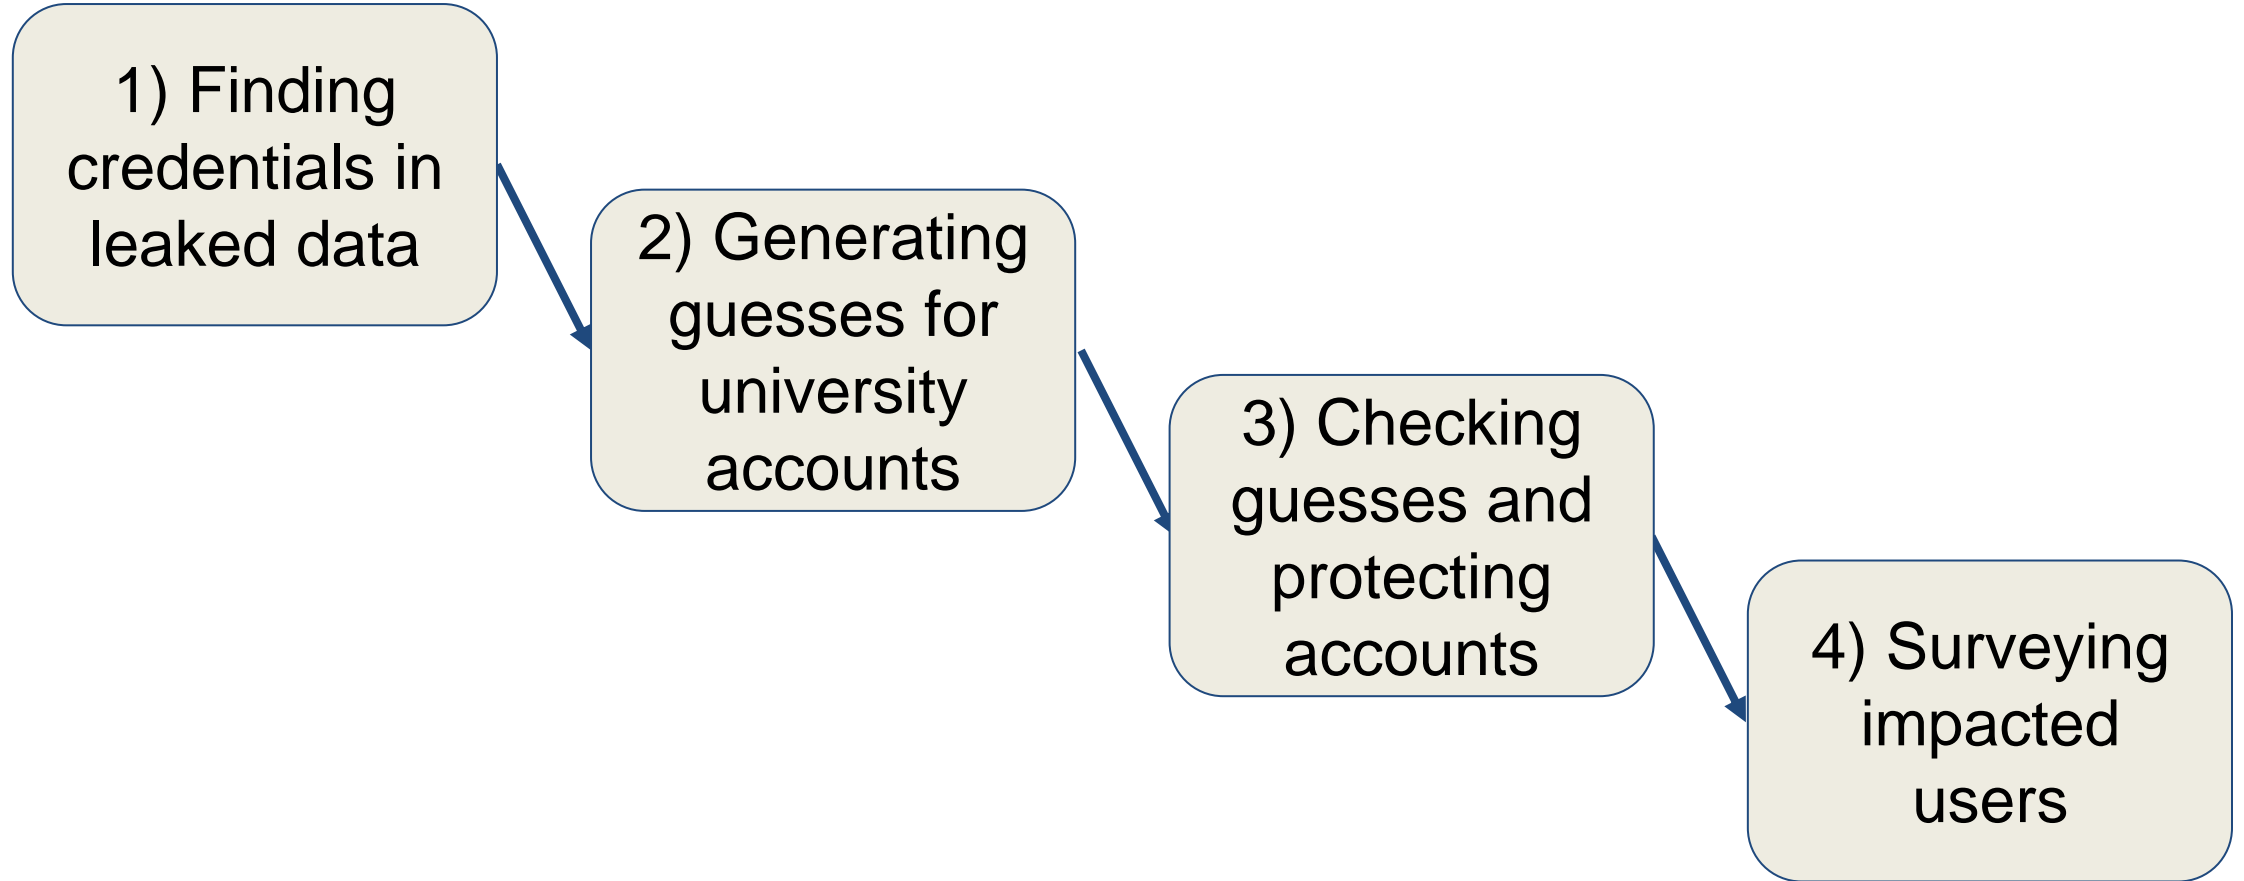 1) Finding
credentials in
leaked data
2) Generating
guesses for
university
accounts
3) Checking
guesses and
protecting
accounts
4) Surveying
impacted
users